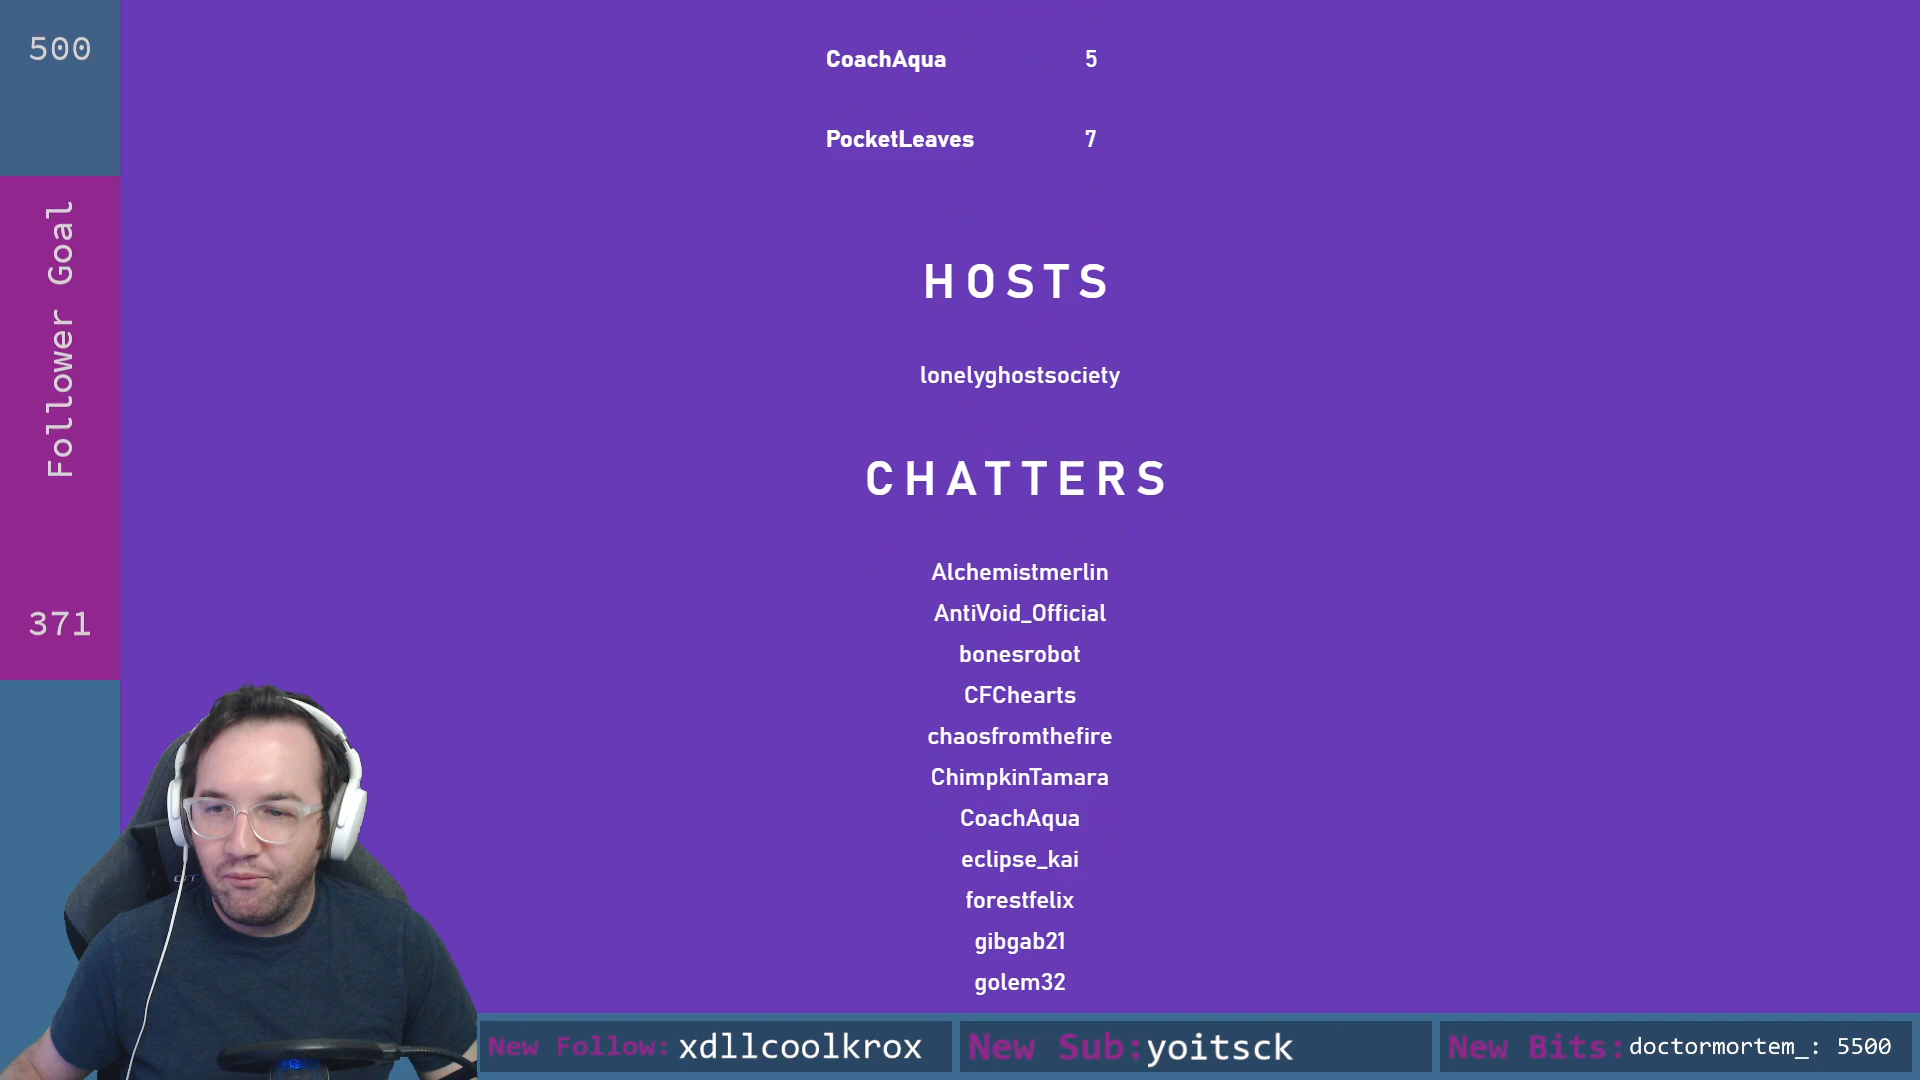 500
Follower Goal
371
CoachAqua 5
PocketLeaves 7
HOSTS
lonelyghostsociety
CHATTERS
Alchemistmerlin
AntiVoid_Official
bonesrobot
CFChearts
chaosfromthefire
ChimpkinTamara
CoachAqua
eclipse_kai
forestfelix
gibgab21
golem32
New Follow: xdllcoolkrox
New Sub: yoitsck
New Bits: doctormortem_: 5500